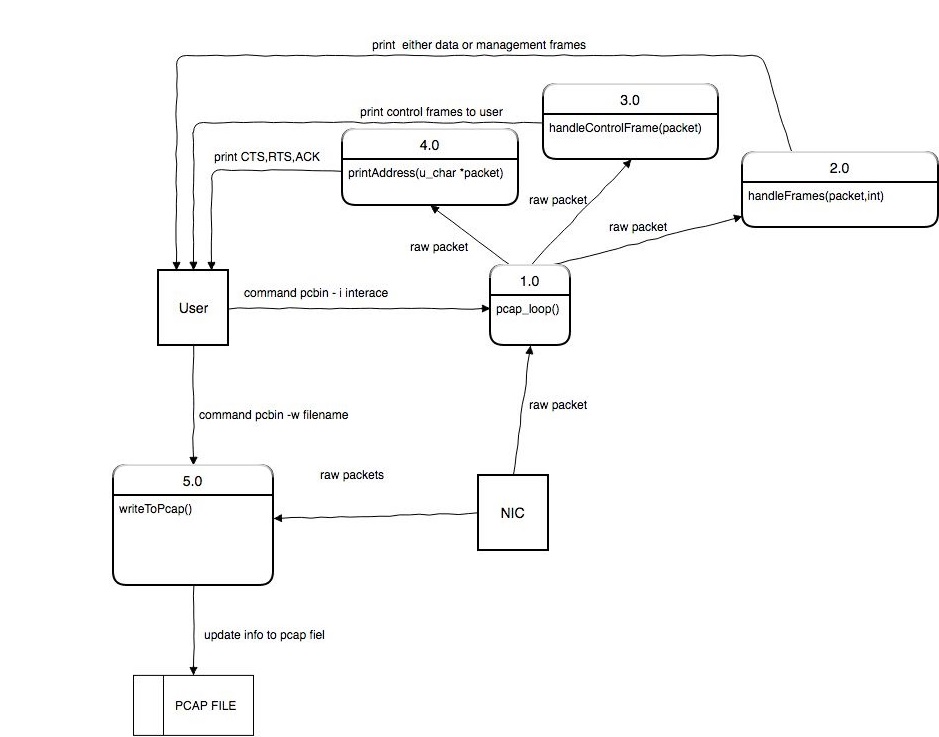 print either data or management frames
3.0
print control frames to user
handleControlFrame(packet)
4.0
print CTS,RTS,ACK
printAddress(u_char *packet)
2.0
handleFrames(packet,int)
raw packet
raw packet
raw packet
1.0
command pcbin - i interace
User
pcap_loop()
raw packet
command pcbin -w filename
raw packets
5.0
writeToPcap()
NIC
update info to pcap fiel
PCAP FILE